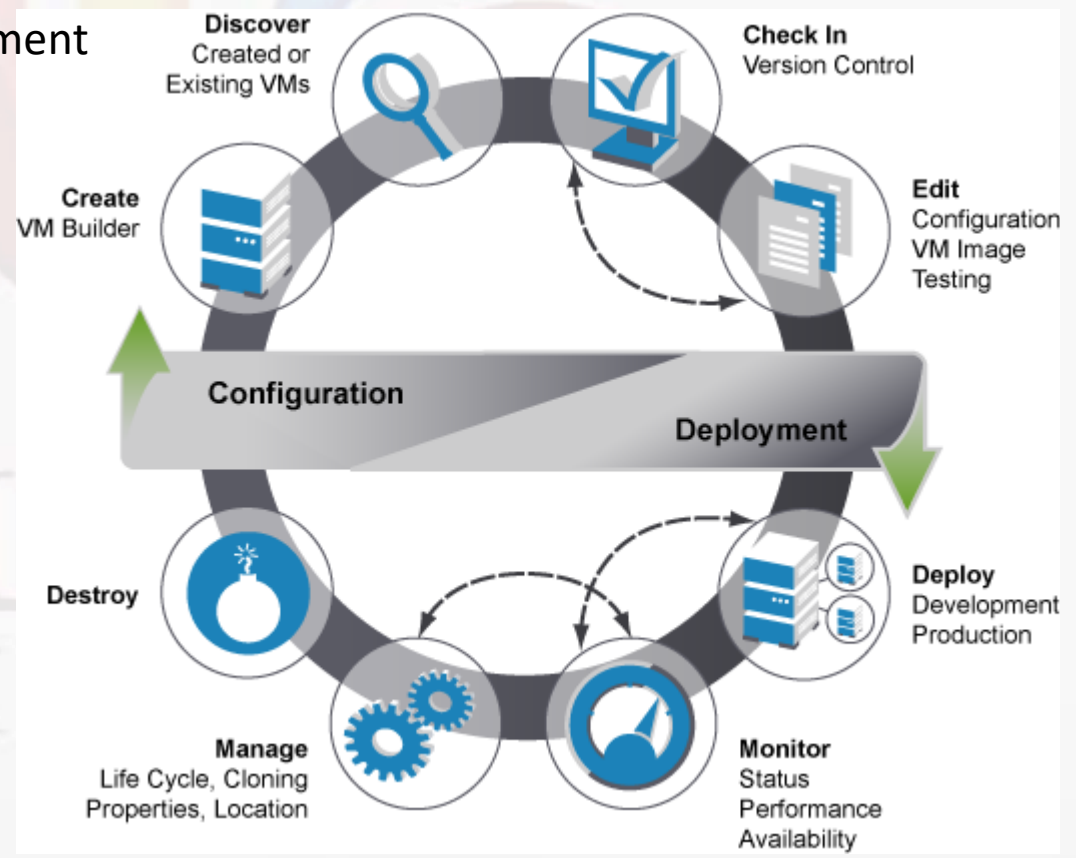 Discover
Created or
Existing VMs
Check In
Version Control
Create
VM Builder
Edit
Configuration
VM Image
Testing
Configuration
Deployment
Destroy
Deploy
Development
Production
Manage
Life Cycle, Cloning
Properties, Location
Monitor
Status
Performance
Availability